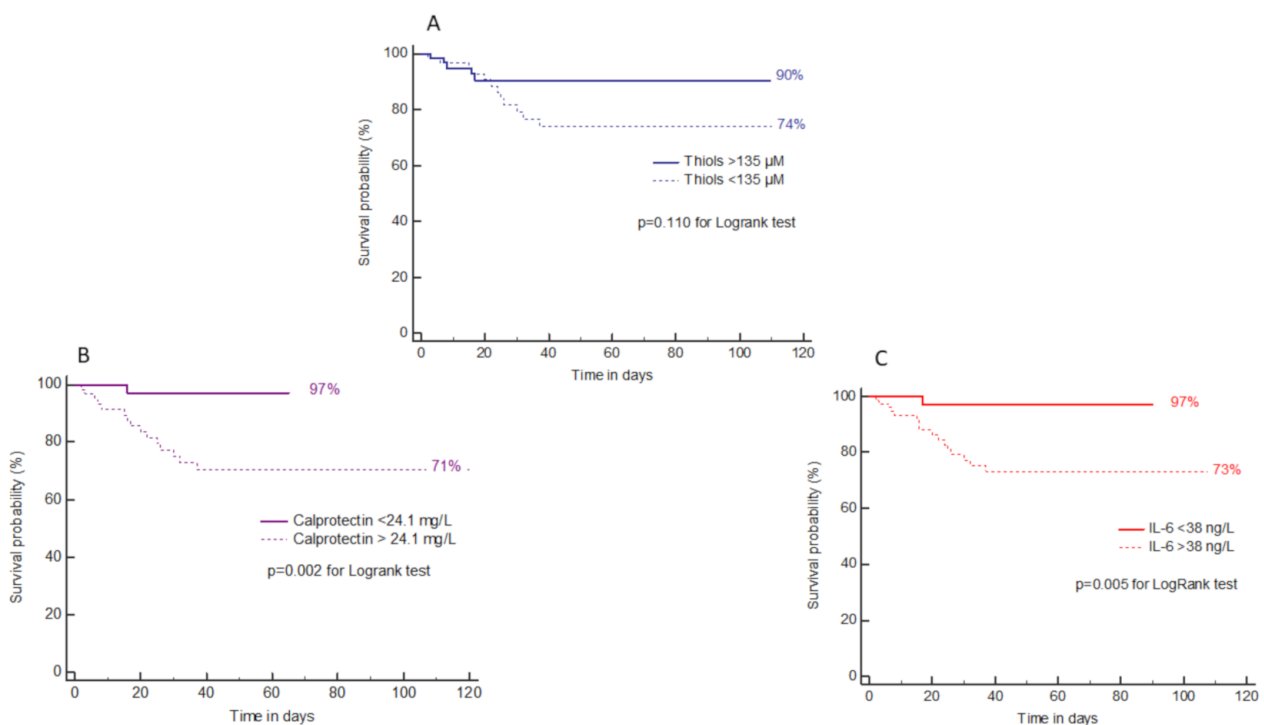 A
Survival probability (%)
100
80
60
40
20
0
90%
74%
Thiols >135 µM
Thiols <135 µM
p=0.110 for Logrank test
0 20 40 60 80 100 120
Time in days
B
Survival probability (%)
100
80
60
40
20
0
97%
71%
Calprotectin <24.1 mg/L
Calprotectin > 24.1 mg/L
p=0.002 for Logrank test
0 20 40 60 80 100 120
Time in days
C
Survival probability (%)
100
80
60
40
20
0
97%
73%
IL-6 <38 ng/L
IL-6 >38 ng/L
p=0.005 for LogRank test
0 20 40 60 80 100 120
Time in days